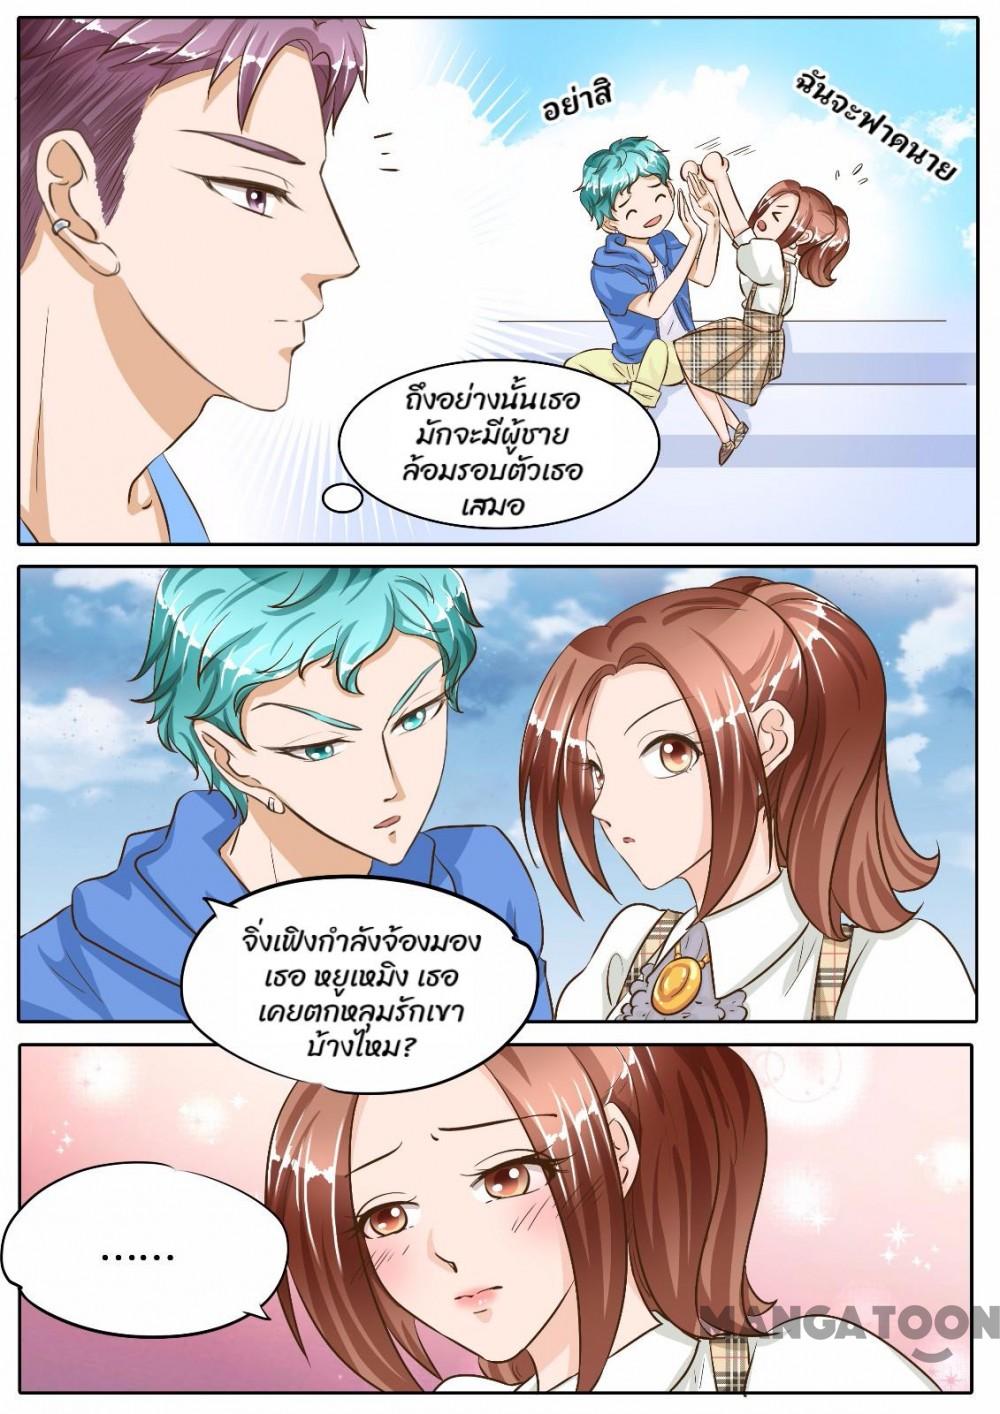 อย่าสิ
ฉันจะฟาดนาย
ถึงอย่างนั้นเธอ
มักจะมีผู้ชาย
ล้อมรอบตัวเธอ
เสมอ
จิ่งเฟิงกำลังจ้องมอง
เธอ หยูเหมิง เธอ
เคยตกหลุมรักเขา
บ้างไหม?
......
MANGATOON